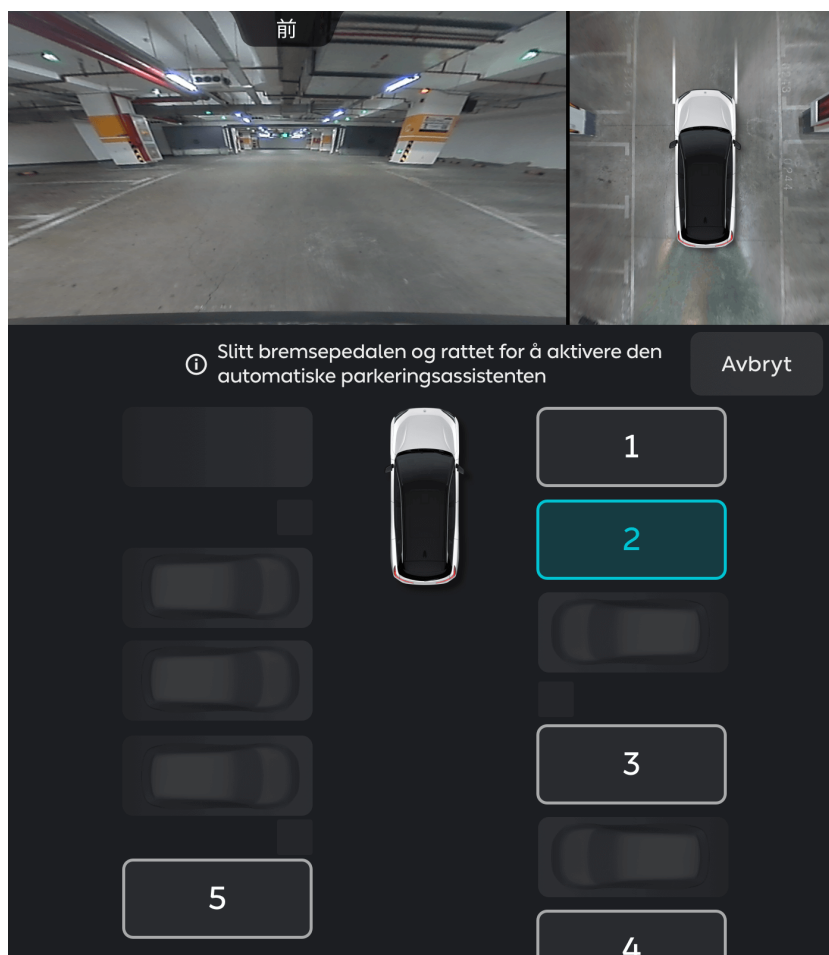 前
Slitt bremsepedalen og rattet for å aktivere den
automatiske parkeringsassistenten
Avbryt
1
2
3
5
4